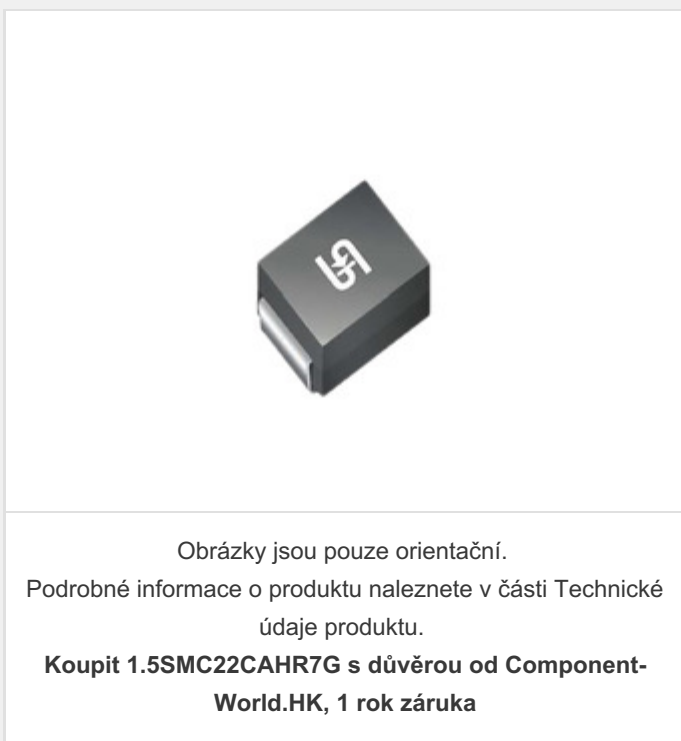 Obrázky jsou pouze orientační.
Podrobné informace o produktu naleznete v části Technické
údaje produktu.
Koupit 1.5SMC22CAHR7G s důvěrou od Component-
World.HK, 1 rok záruka